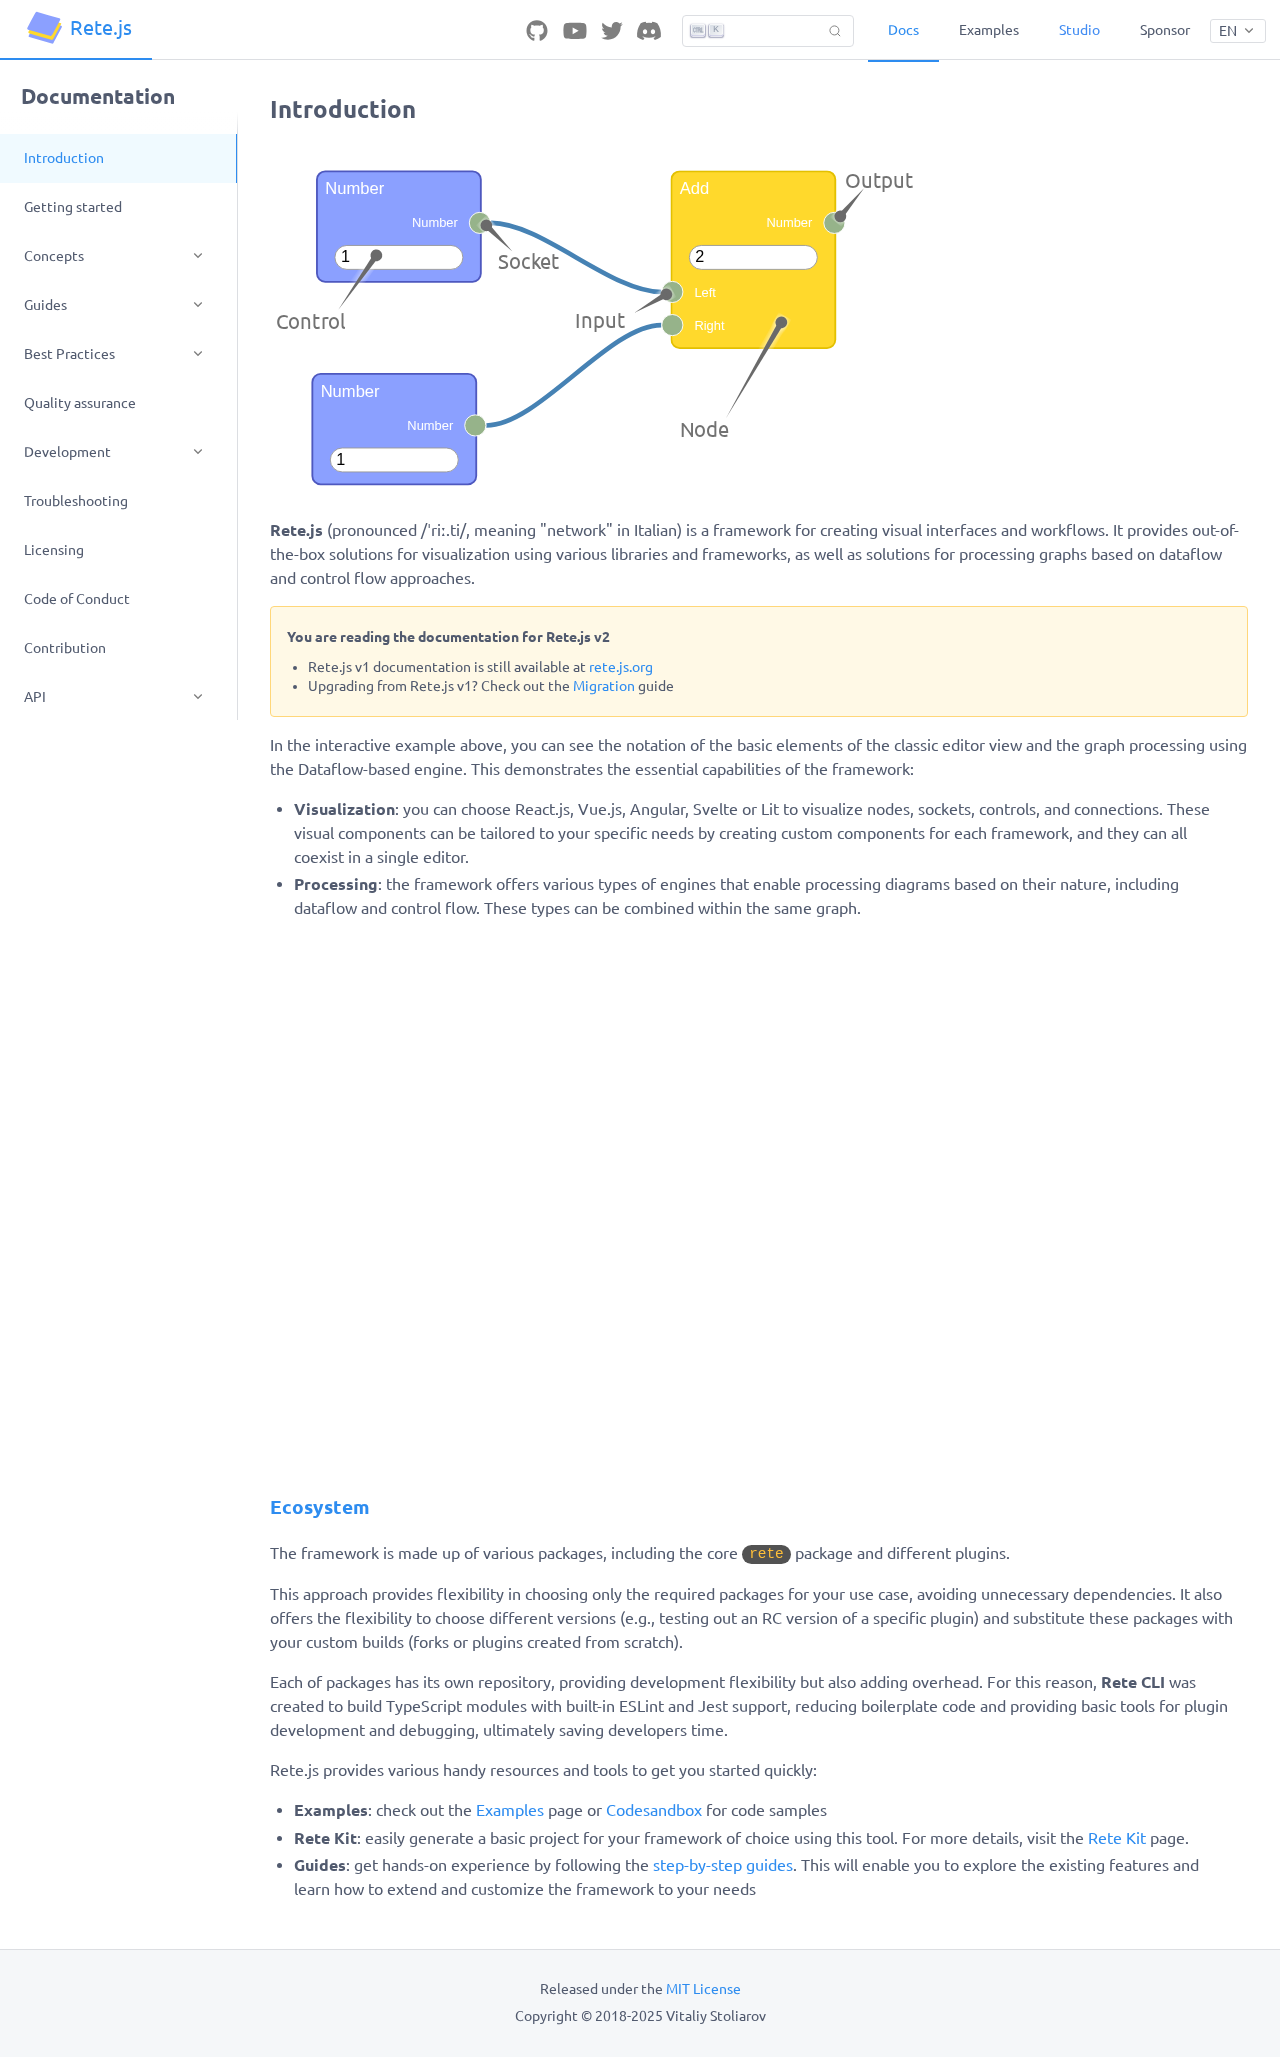 Rete.js
K
Docs
Examples
Studio
Sponsor
EN
Documentation
Introduction
Getting started
Concepts
Guides
Best Practices
Quality assurance
Development
Troubleshooting
Licensing
Code of Conduct
Contribution
API
Introduction
Number
Number
1
Socket
Control
Number
Number
1
Add
Number
2
Left
Right
Output
Input
Node
Rete.js (pronounced /ˈriː.ti/, meaning "network" in Italian) is a framework for creating visual interfaces and workflows. It provides out-of-
the-box solutions for visualization using various libraries and frameworks, as well as solutions for processing graphs based on dataflow
and control flow approaches.
You are reading the documentation for Rete.js v2
• Rete.js v1 documentation is still available at rete.js.org
• Upgrading from Rete.js v1? Check out the Migration guide
In the interactive example above, you can see the notation of the basic elements of the classic editor view and the graph processing using
the Dataflow-based engine. This demonstrates the essential capabilities of the framework:
• Visualization: you can choose React.js, Vue.js, Angular, Svelte or Lit to visualize nodes, sockets, controls, and connections. These
visual components can be tailored to your specific needs by creating custom components for each framework, and they can all
coexist in a single editor.
• Processing: the framework offers various types of engines that enable processing diagrams based on their nature, including
dataflow and control flow. These types can be combined within the same graph.
Ecosystem
The framework is made up of various packages, including the core rete package and different plugins.
This approach provides flexibility in choosing only the required packages for your use case, avoiding unnecessary dependencies. It also
offers the flexibility to choose different versions (e.g., testing out an RC version of a specific plugin) and substitute these packages with
your custom builds (forks or plugins created from scratch).
Each of packages has its own repository, providing development flexibility but also adding overhead. For this reason, Rete CLI was
created to build TypeScript modules with built-in ESLint and Jest support, reducing boilerplate code and providing basic tools for plugin
development and debugging, ultimately saving developers time.
Rete.js provides various handy resources and tools to get you started quickly:
• Examples: check out the Examples page or Codesandbox for code samples
• Rete Kit: easily generate a basic project for your framework of choice using this tool. For more details, visit the Rete Kit page.
• Guides: get hands-on experience by following the step-by-step guides. This will enable you to explore the existing features and
learn how to extend and customize the framework to your needs
Released under the MIT License
Copyright © 2018-2025 Vitaliy Stoliarov